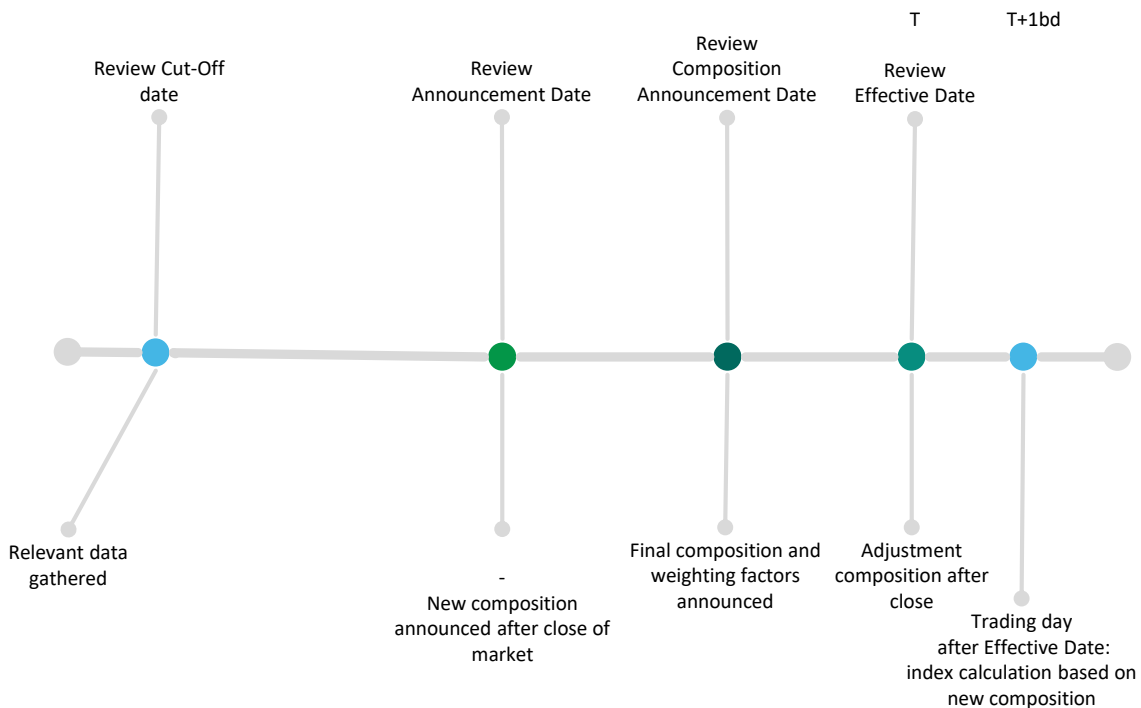 T
T+1bd
Review Cut-Off
date
Review
Announcement Date
Review
Composition
Announcement Date
Review
Effective Date
Relevant data
gathered
-
New composition
announced after close of
market
Final composition and
weighting factors
announced
Adjustment
composition after
close
Trading day
after Effective Date:
index calculation based on
new composition